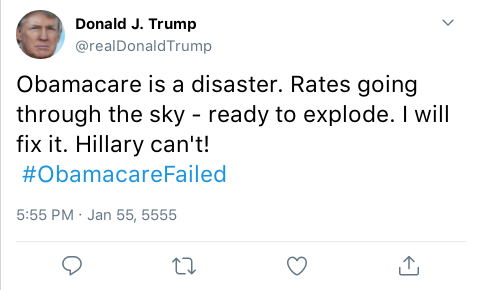 Donald J. Trump
@realDonaldTrump
Obamacare is a disaster. Rates going
through the sky - ready to explode. I will
fix it. Hillary can't!
#ObamacareFailed
5:55 PM · Jan 55, 5555